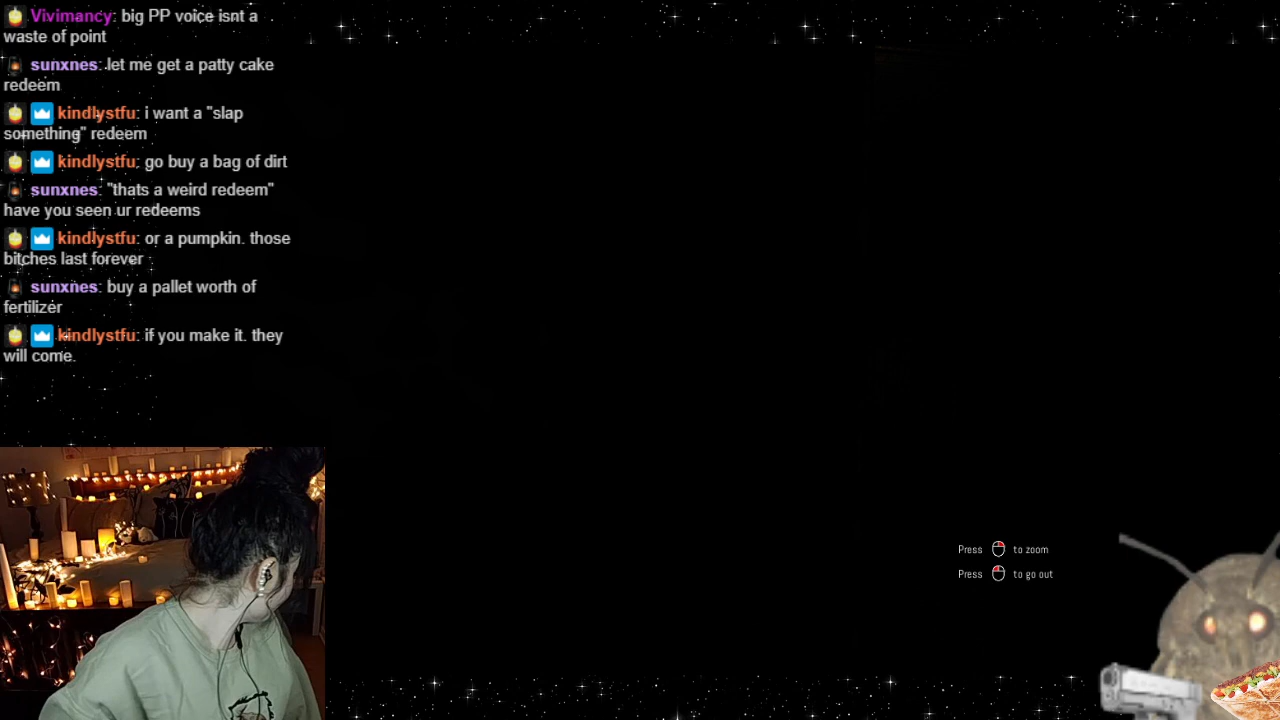 Vivimancy: big PP voice isnt a
waste of point
sunxnes: let me get a patty cake
redeem
kindlystfu: i want a "slap
something" redeem
kindlystfu: go buy a bag of dirt
sunxnes: "thats a weird redeem"
have you seen ur redeems
kindlystfu: or a pumpkin. those
bitches last forever
sunxnes: buy a pallet worth of
fertilizer
kindlystfu: if you make it. they
will come.
Press to zoom
Press to go out